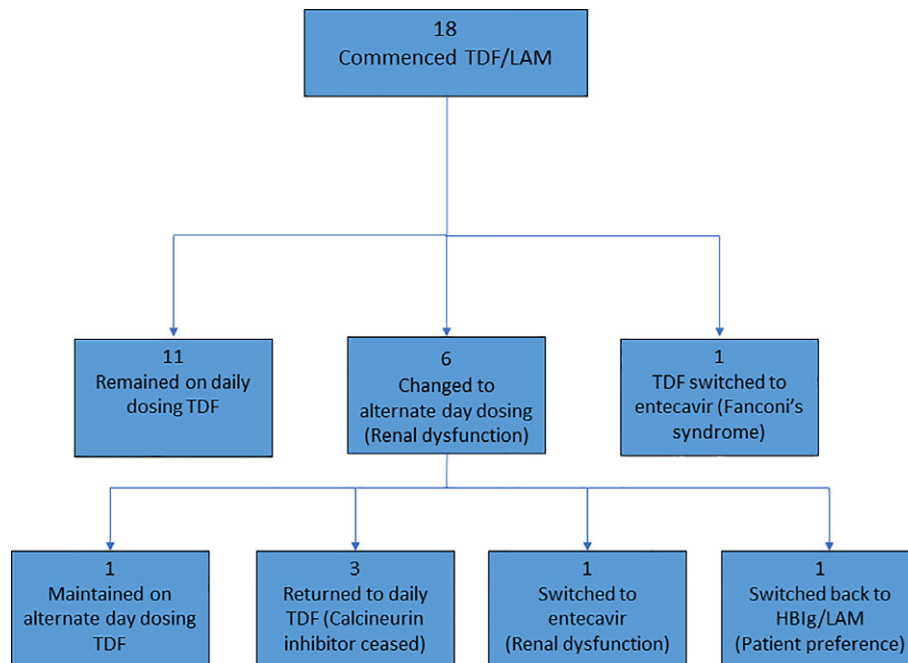 18
Commenced TDF/LAM
11
Remained on daily
dosing TDF
6
Changed to
alternate day dosing
(Renal dysfunction)
1
TDF switched to
entecavir (Fanconi's
syndrome)
1
Maintained on
alternate day dosing
TDF
3
Returned to daily
TDF (Calcineurin
inhibitor ceased)
1
Switched to
entecavir
(Renal dysfunction)
1
Switched back to
HBIg/LAM
(Patient preference)